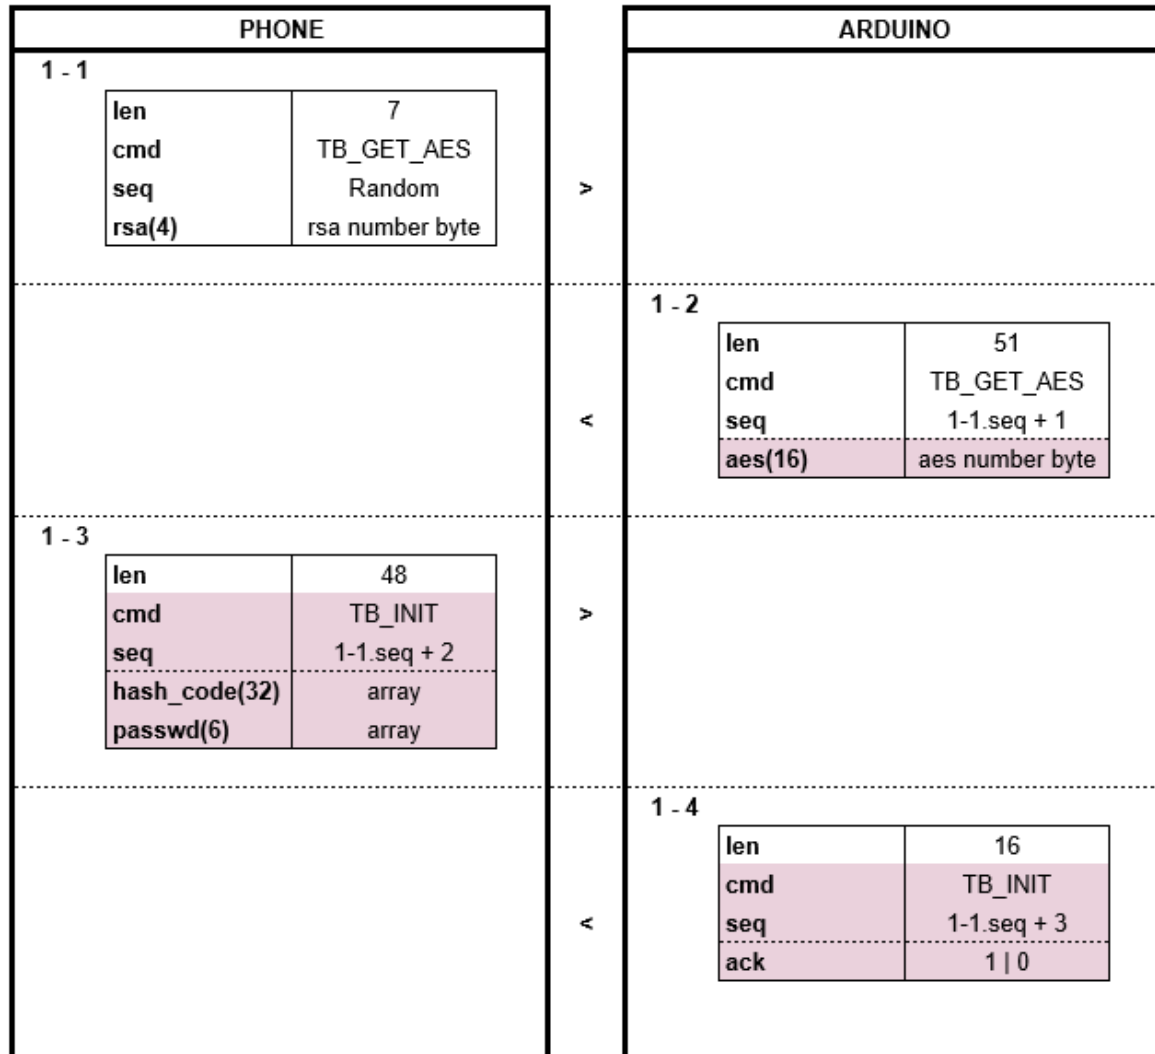 PHONE ARDUINO
1 - 1
len 7
cmd TB_GET_AES
seq Random >
rsa(4) rsa number byte
1 - 2
len 51
cmd TB_GET_AES
< seq 1-1.seq + 1
aes(16) aes number byte
1 - 3
len 48
cmd TB_INIT >
seq 1-1.seq + 2
hash_code(32) array
passwd(6) array
1 - 4
len 16
cmd TB_INIT
< seq 1-1.seq + 3
ack 1 | 0